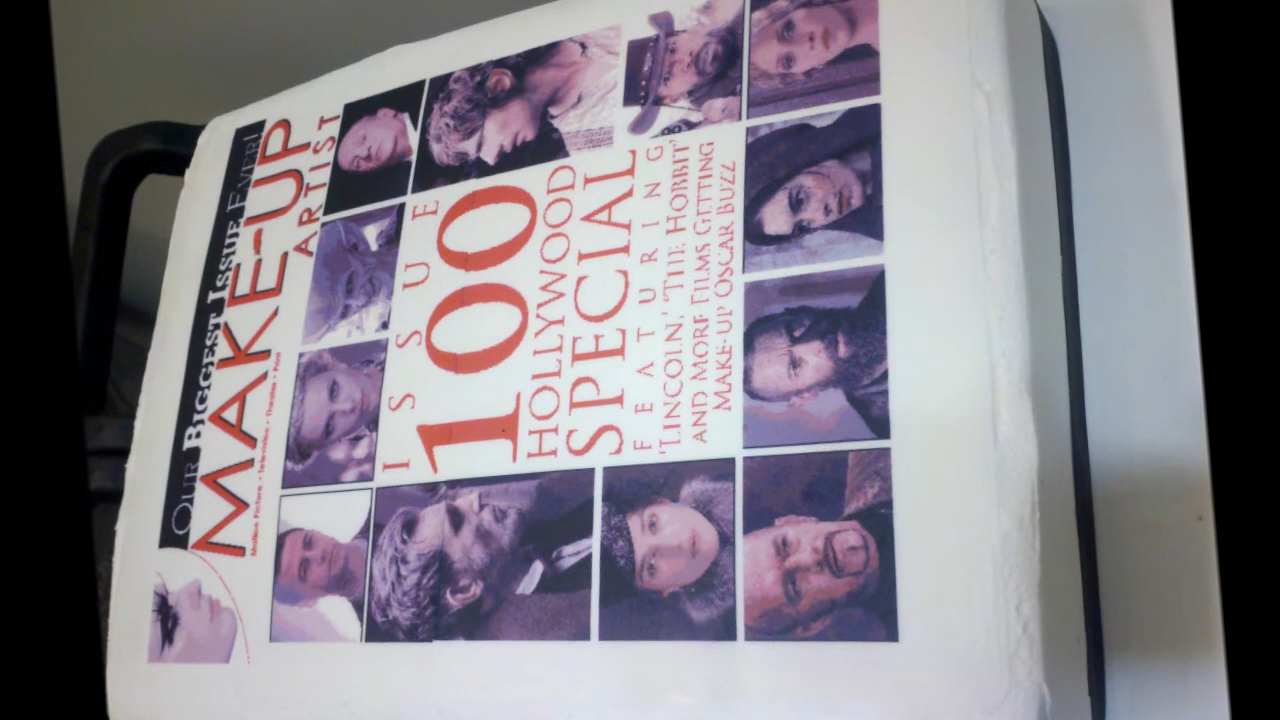 OUR BIGGEST ISSUE EVER!
MAKE-UP
ARTIST
Motion Picture • Television • Theatre • Print
ISSUE
100
HOLLYWOOD
SPECIAL
FEATURING
'LINCOLN,' 'THE HOBBIT'
AND MORE FILMS GETTING
MAKE-UP OSCAR BUZZ